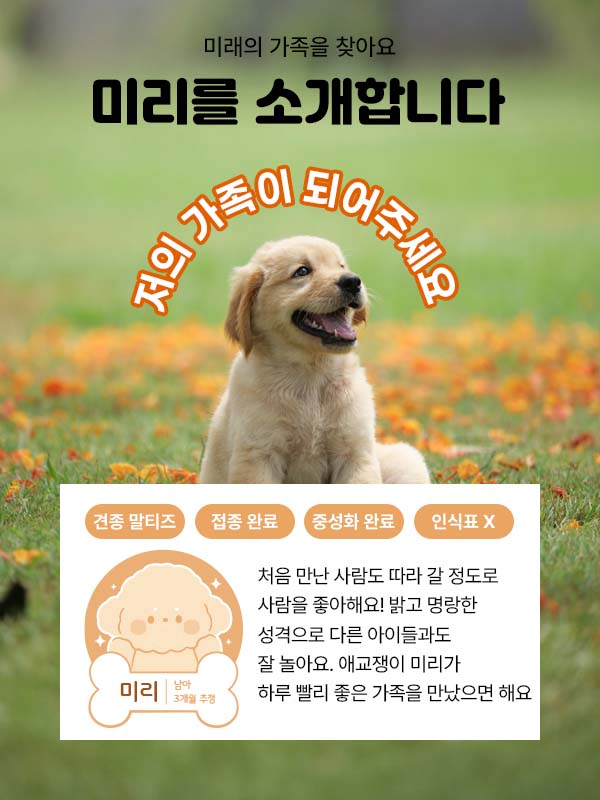 미래의 가족을 찾아요
미리를 소개합니다
저의 가족이 되어주세요
견종 말티즈
접종 완료
중성화 완료
인식표 X
처음 만난 사람도 따라 갈 정도로
사람을 좋아해요! 밝고 명랑한
성격으로 다른 아이들과도
잘 놀아요. 애교쟁이 미리가
하루 빨리 좋은 가족을 만났으면 해요
미리
남아
3개월 추정